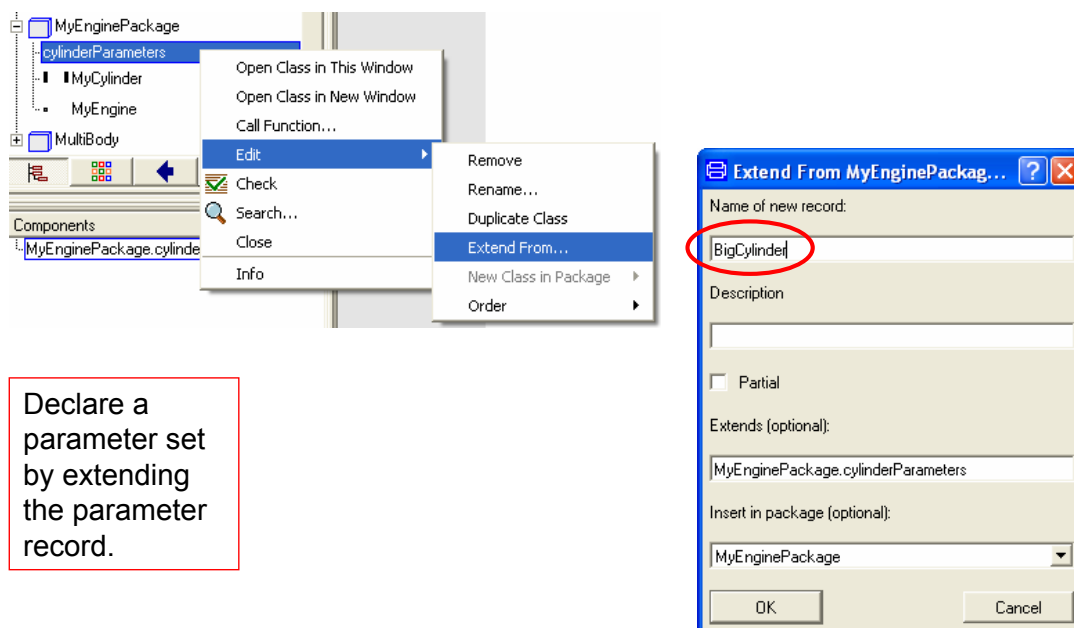 MyEnginePackage
cylinderParameters
MyCylinder
MyEngine
MultiBody
Components
MyEnginePackage.cylinde
Open Class in This Window
Open Class in New Window
Call Function...
Edit
Check
Search...
Close
Info
Remove
Rename...
Duplicate Class
Extend From...
New Class in Package
Order
Declare a
parameter set
by extending
the parameter
record.
Extend From MyEnginePackag...
Name of new record:
BigCylinder
Description
Partial
Extends (optional):
MyEnginePackage.cylinderParameters
Insert in package (optional):
MyEnginePackage
OK
Cancel